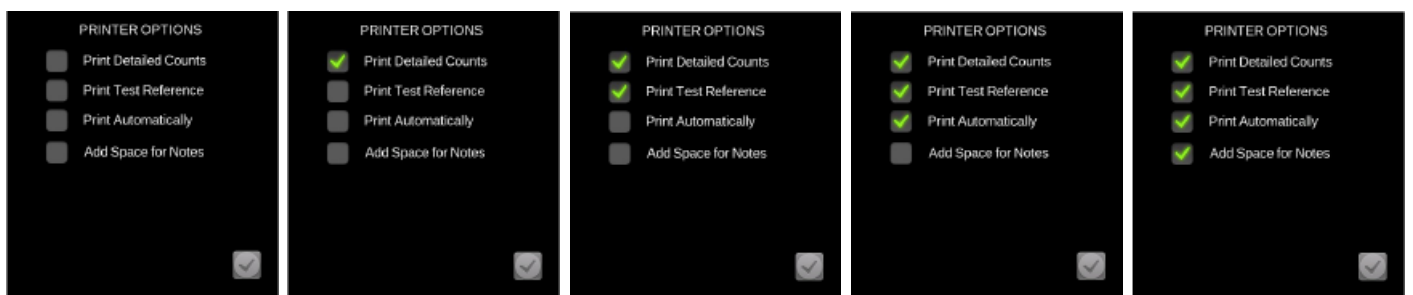 PRINTER OPTIONS
Print Detailed Counts
Print Test Reference
Print Automatically
Add Space for Notes
PRINTER OPTIONS
Print Detailed Counts
Print Test Reference
Print Automatically
Add Space for Notes
PRINTER OPTIONS
Print Detailed Counts
Print Test Reference
Print Automatically
Add Space for Notes
PRINTER OPTIONS
Print Detailed Counts
Print Test Reference
Print Automatically
Add Space for Notes
PRINTER OPTIONS
Print Detailed Counts
Print Test Reference
Print Automatically
Add Space for Notes